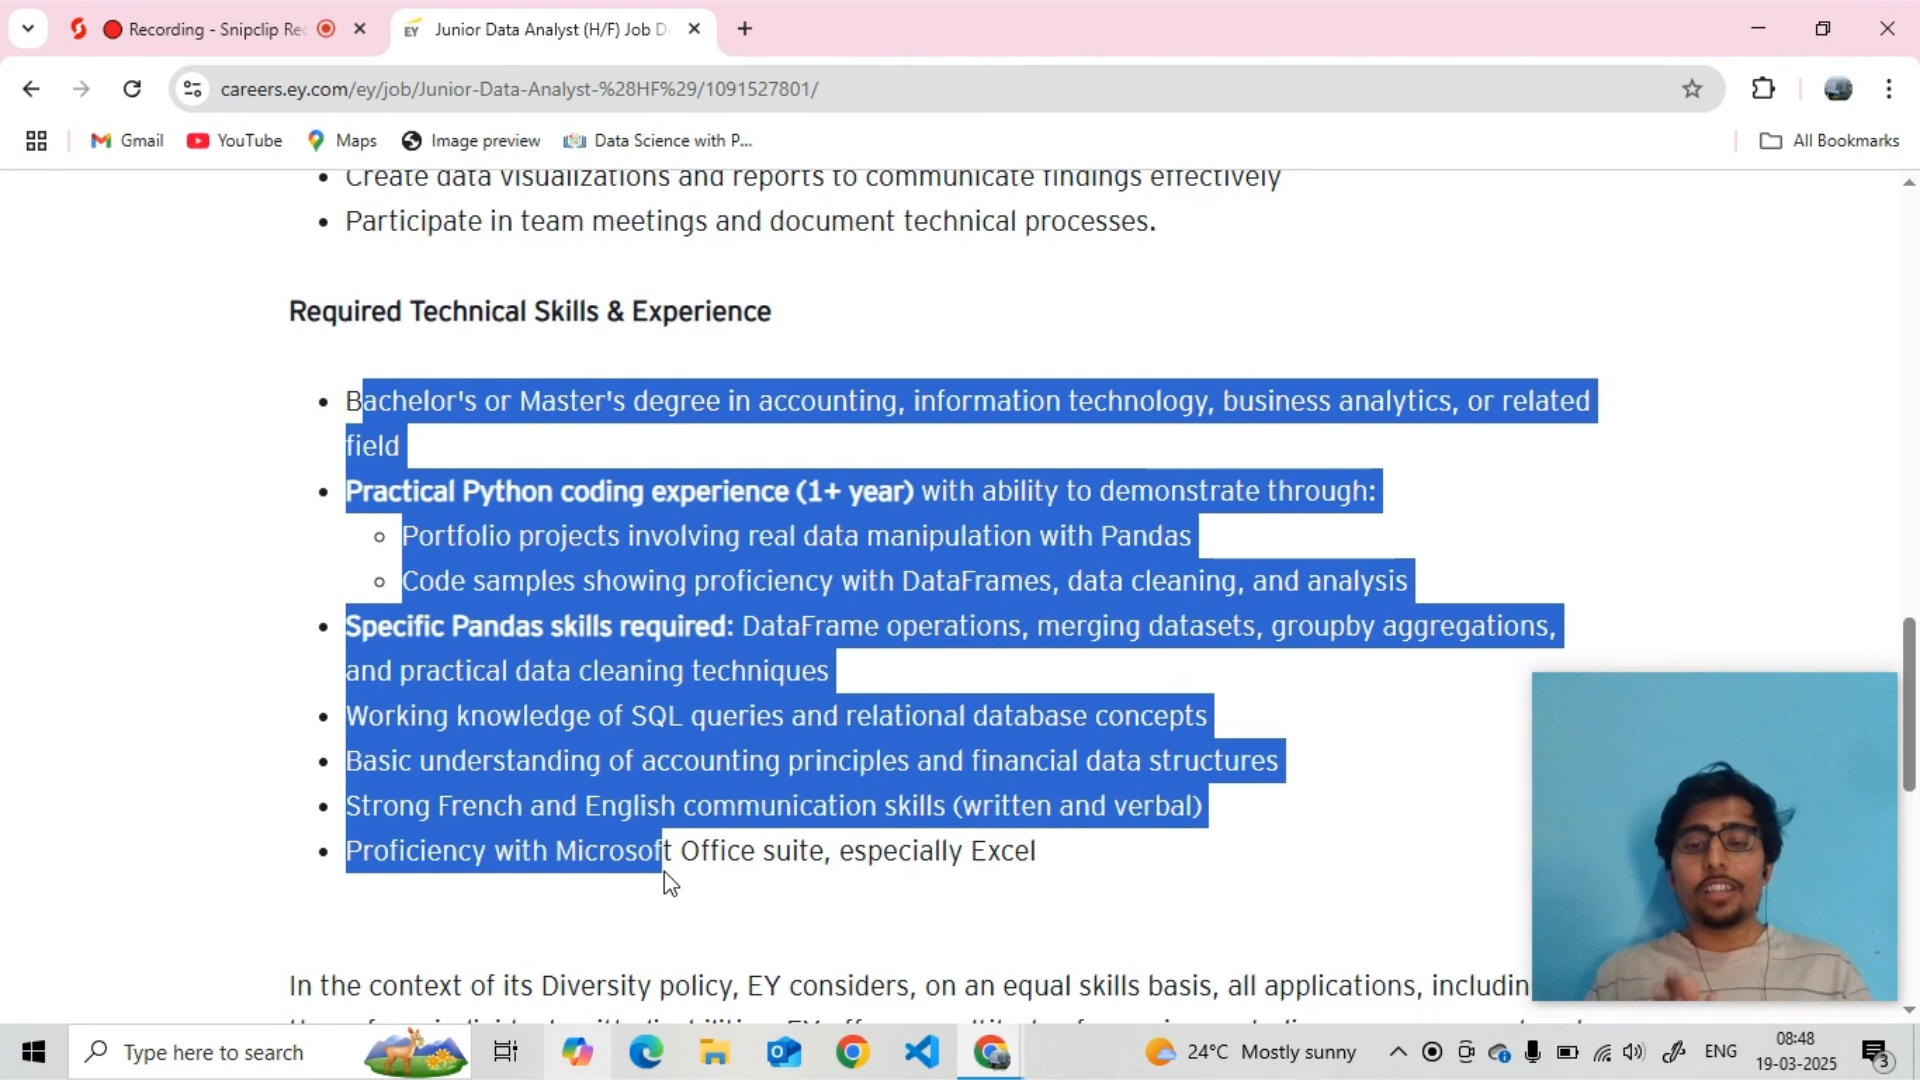 Recording - Snipclip Rec
EY
Junior Data Analyst (H/F) Job D
careers.ey.com/ey/job/Junior-Data-Analyst-%28HF%29/1091527801/
Gmail
YouTube
Maps
Image preview
Data Science with P...
All Bookmarks
Create data visualizations and reports to communicate findings effectively
Participate in team meetings and document technical processes.
Required Technical Skills & Experience
Bachelor's or Master's degree in accounting, information technology, business analytics, or related
field
Practical Python coding experience (1+ year) with ability to demonstrate through:
Portfolio projects involving real data manipulation with Pandas
Code samples showing proficiency with DataFrames, data cleaning, and analysis
Specific Pandas skills required: DataFrame operations, merging datasets, groupby aggregations,
and practical data cleaning techniques
Working knowledge of SQL queries and relational database concepts
Basic understanding of accounting principles and financial data structures
Strong French and English communication skills (written and verbal)
Proficiency with Microsoft Office suite, especially Excel
In the context of its Diversity policy, EY considers, on an equal skills basis, all applications, includin
Type here to search
24°C Mostly sunny
ENG
08:48
19-03-2025
3